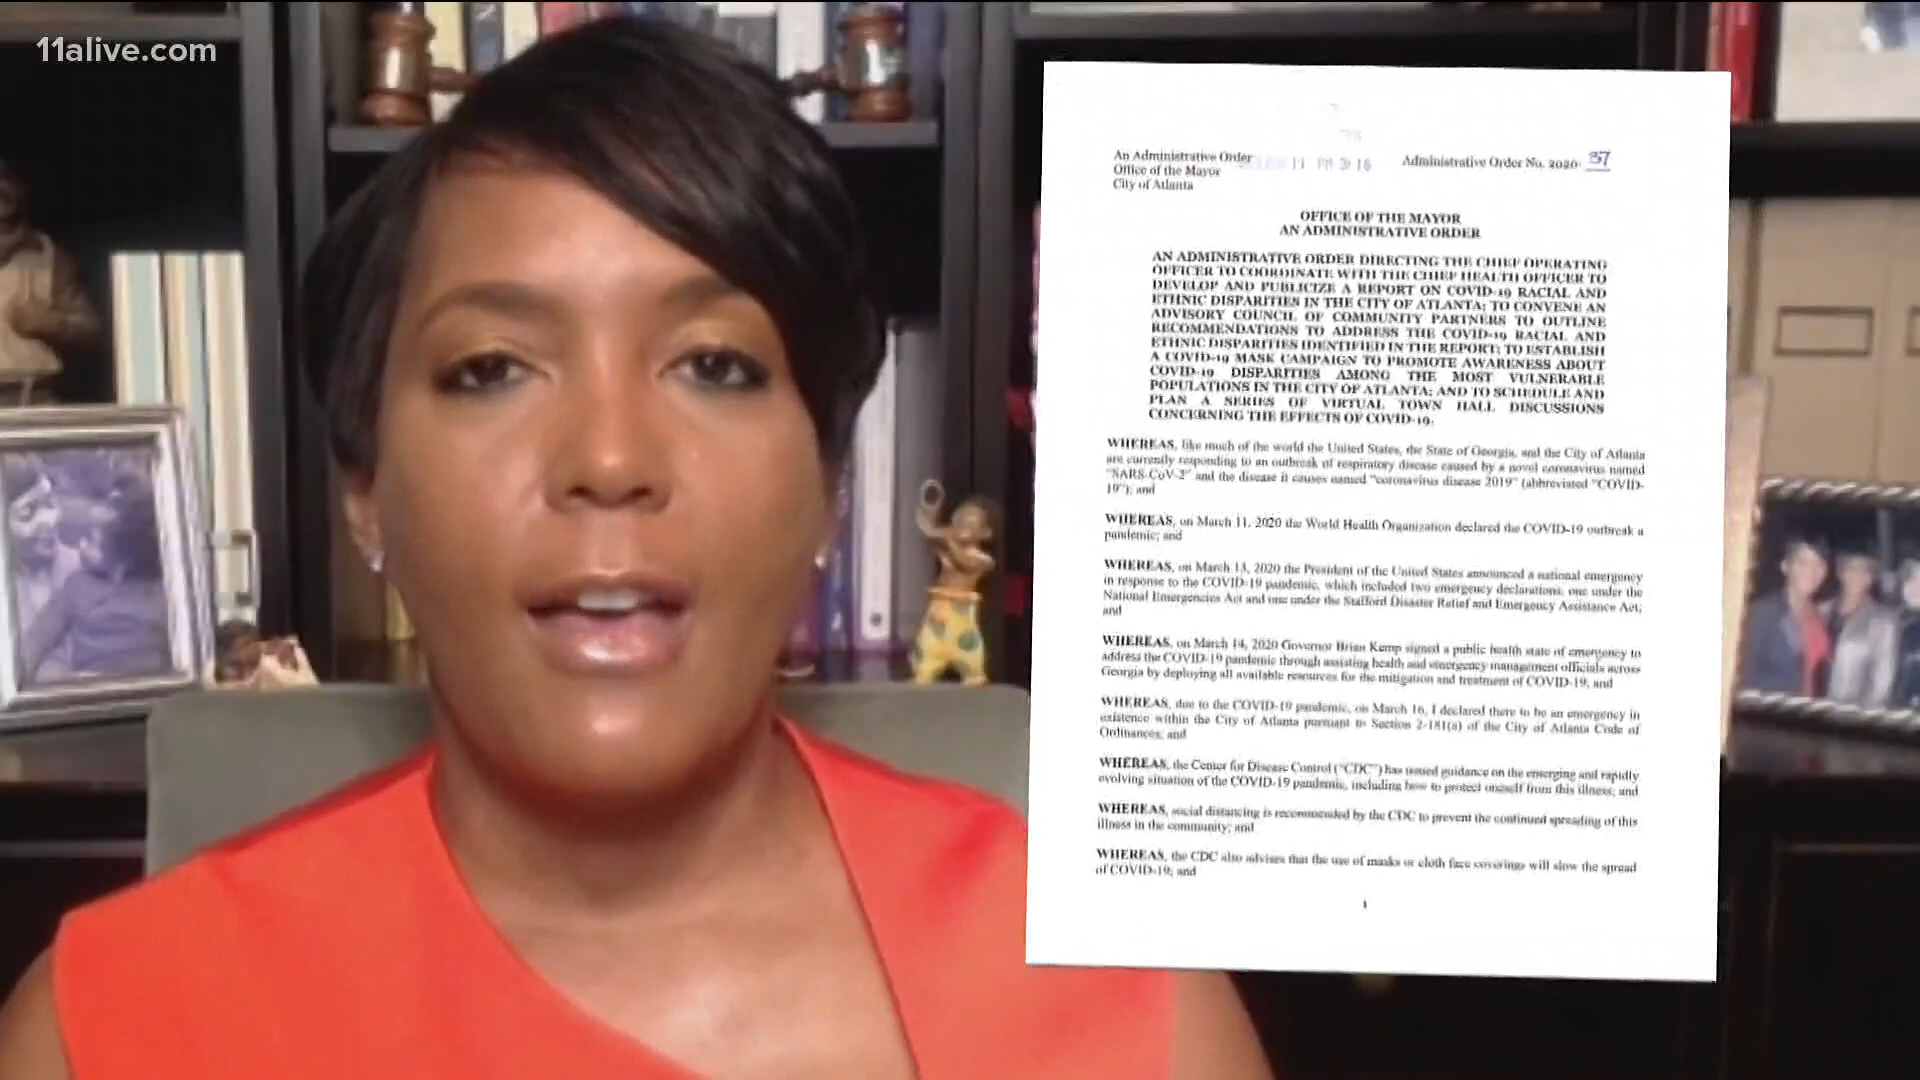 11alive.com
An Administrative Order
Office of the Mayor
City of Atlanta
11 PM 3: 18
Administrative Order No. 2020- 37
OFFICE OF THE MAYOR
AN ADMINISTRATIVE ORDER
AN ADMINISTRATIVE ORDER DIRECTING THE CHIEF OPERATING
OFFICER TO COORDINATE WITH THE CHIEF HEALTH OFFICER TO
DEVELOP AND PUBLICIZE A REPORT ON COVID-19 RACIAL AND
ETHNIC DISPARITIES IN THE CITY OF ATLANTA; TO CONVENE AN
ADVISORY COUNCIL OF COMMUNITY PARTNERS TO OUTLINE
RECOMMENDATIONS TO ADDRESS THE COVID-19 RACIAL AND
ETHNIC DISPARITIES IDENTIFIED IN THE REPORT; TO ESTABLISH
A COVID-19 MASK CAMPAIGN TO PROMOTE AWARENESS ABOUT
COVID-19 DISPARITIES AMONG THE MOST VULNERABLE
POPULATIONS IN THE CITY OF ATLANTA; AND TO SCHEDULE AND
PLAN A SERIES OF VIRTUAL TOWN HALL DISCUSSIONS
CONCERNING THE EFFECTS OF COVID-19.
WHEREAS, like much of the world the United States, the State of Georgia, and the City of Atlanta
are currently responding to an outbreak of respiratory disease caused by a novel coronavirus named
"SARS-CoV-2" and the disease it causes named "coronavirus disease 2019" (abbreviated "COVID-
19"); and
WHEREAS, on March 11, 2020 the World Health Organization declared the COVID-19 outbreak a
pandemic; and
WHEREAS, on March 13, 2020 the President of the United States announced a national emergency
in response to the COVID-19 pandemic, which included two emergency declarations, one under the
National Emergencies Act and one under the Stafford Disaster Relief and Emergency Assistance Act;
and
WHEREAS, on March 14, 2020 Governor Brian Kemp signed a public health state of emergency to
address the COVID-19 pandemic through assisting health and emergency management officials across
Georgia by deploying all available resources for the mitigation and treatment of COVID-19; and
WHEREAS, due to the COVID-19 pandemic, on March 16, I declared there to be an emergency in
existence within the City of Atlanta pursuant to Section 2-181(a) of the City of Atlanta Code of
Ordinances; and
WHEREAS, the Center for Disease Control ("CDC") has issued guidance on the emerging and rapidly
evolving situation of the COVID-19 pandemic, including how to protect oneself from this illness; and
WHEREAS, social distancing is recommended by the CDC to prevent the continued spreading of this
illness in the community; and
WHEREAS, the CDC also advises that the use of masks or cloth face coverings will slow the spread
of COVID-19; and
1